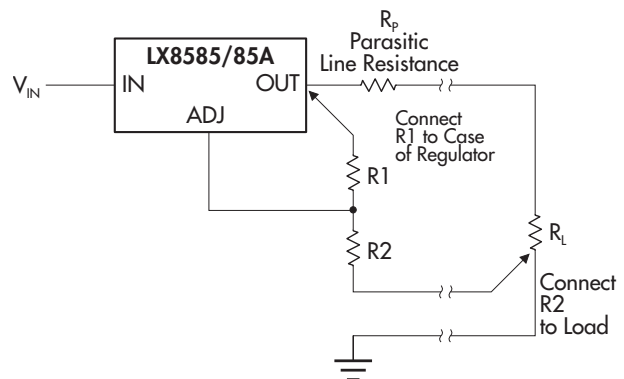 R_P
Parasitic
Line Resistance
LX8585/85A
V_IN
IN
OUT
ADJ
Connect
R1 to Case
of Regulator
R1
R2
R_L
Connect
R2
to Load